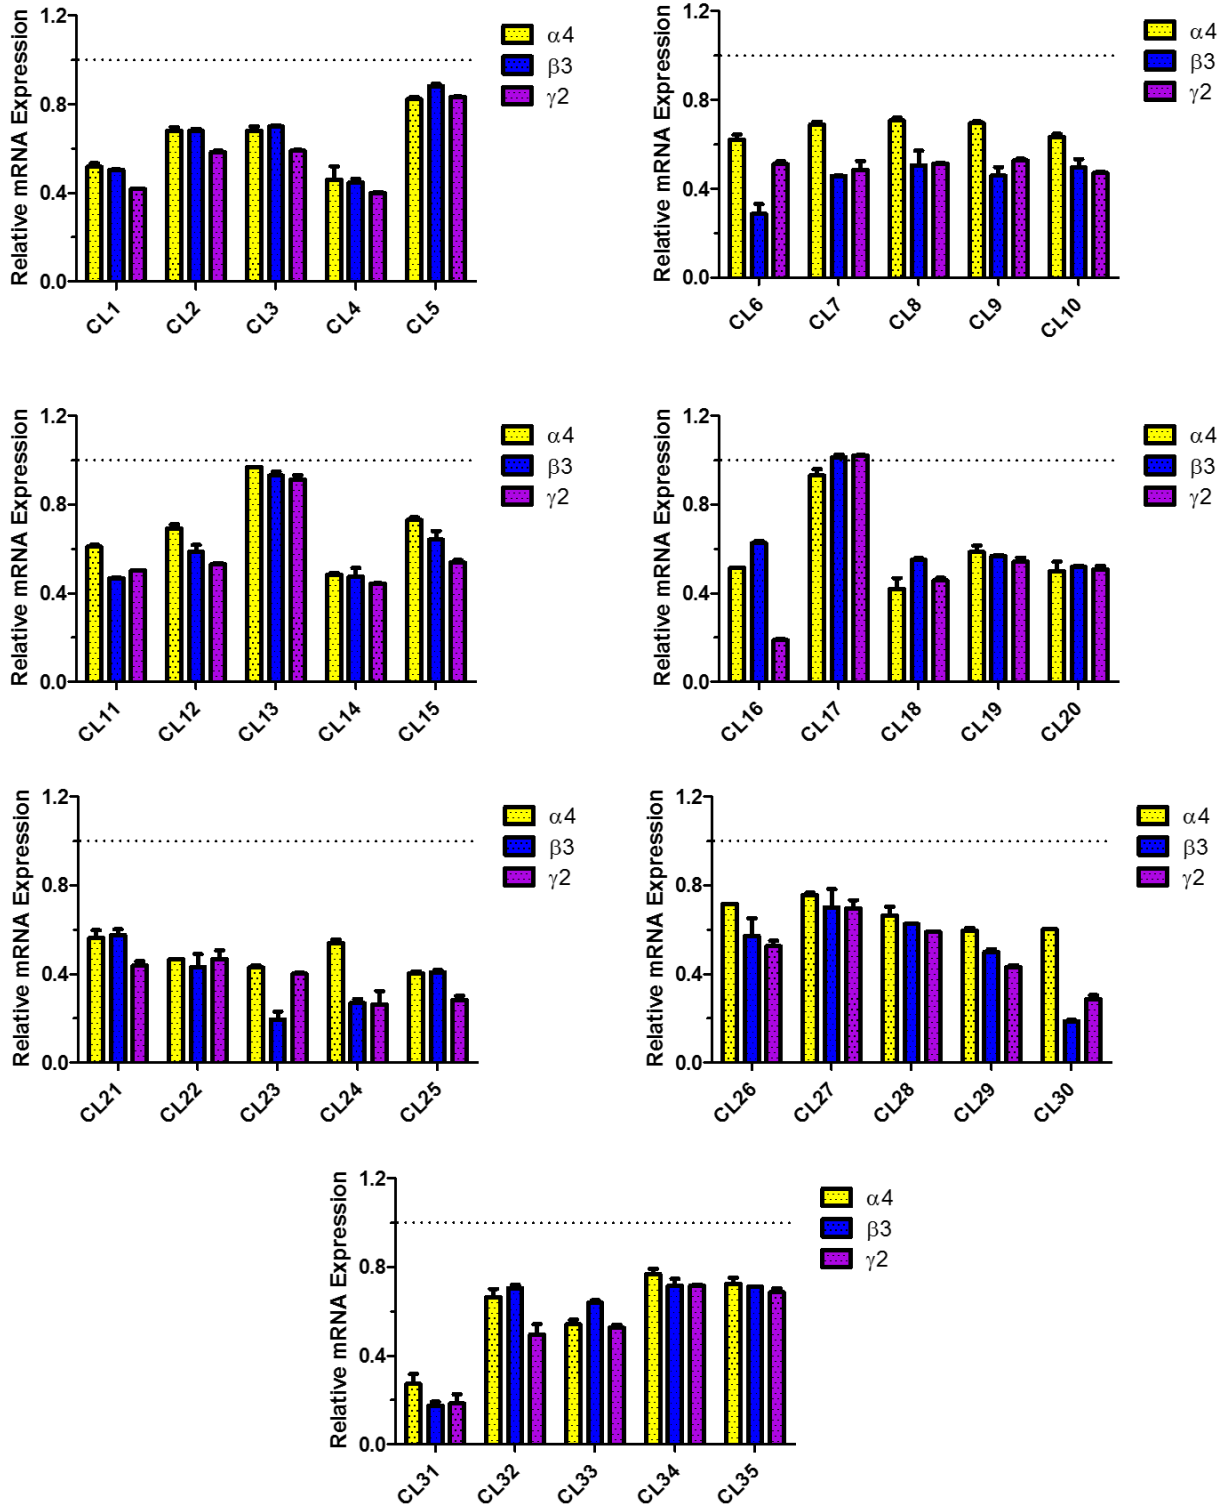 Relative mRNA Expression
1.2
0.8
0.4
0.0
CL1 CL2 CL3 CL4 CL5
α4
β3
γ2
Relative mRNA Expression
1.2
0.8
0.4
0.0
CL6 CL7 CL8 CL9 CL10
α4
β3
γ2
Relative mRNA Expression
1.2
0.8
0.4
0.0
CL11 CL12 CL13 CL14 CL15
α4
β3
γ2
Relative mRNA Expression
1.2
0.8
0.4
0.0
CL16 CL17 CL18 CL19 CL20
α4
β3
γ2
Relative mRNA Expression
1.2
0.8
0.4
0.0
CL21 CL22 CL23 CL24 CL25
α4
β3
γ2
Relative mRNA Expression
1.2
0.8
0.4
0.0
CL26 CL27 CL28 CL29 CL30
α4
β3
γ2
Relative mRNA Expression
1.2
0.8
0.4
0.0
CL31 CL32 CL33 CL34 CL35
α4
β3
γ2